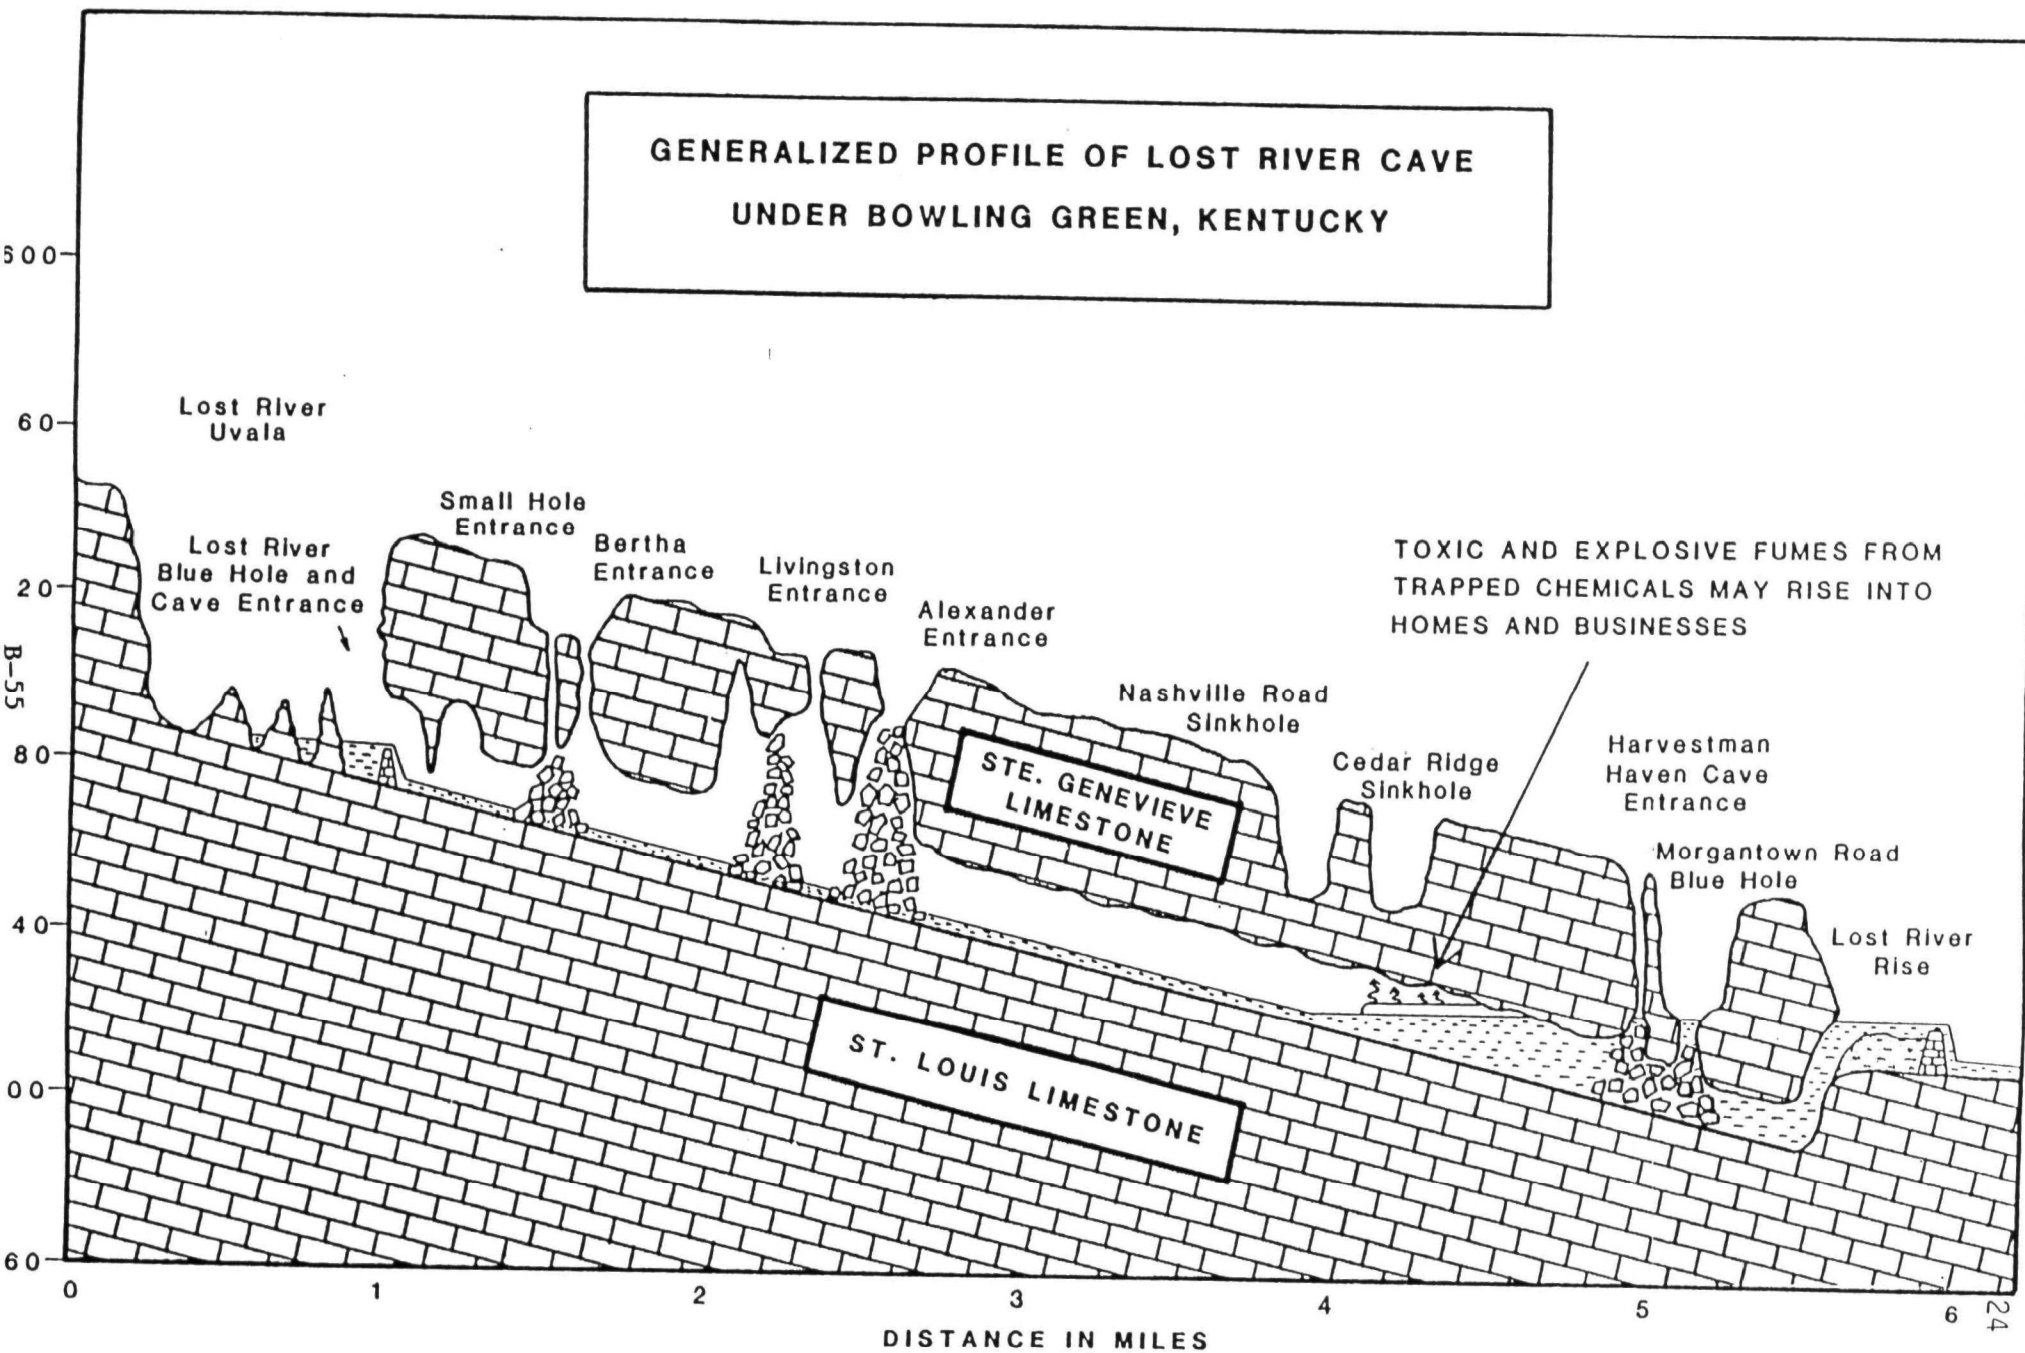 GENERALIZED PROFILE OF LOST RIVER CAVE
UNDER BOWLING GREEN, KENTUCKY
600
60
20
80
40
00
60
B-55
Lost River
Uvala
Lost River
Blue Hole and
Cave Entrance
Small Hole
Entrance
Bertha
Entrance
Livingston
Entrance
Alexander
Entrance
TOXIC AND EXPLOSIVE FUMES FROM
TRAPPED CHEMICALS MAY RISE INTO
HOMES AND BUSINESSES
Nashville Road
Sinkhole
Cedar Ridge
Sinkhole
Harvestman
Haven Cave
Entrance
Morgantown Road
Blue Hole
Lost River
Rise
STE. GENEVIEVE
LIMESTONE
ST. LOUIS LIMESTONE
0 1 2 3 4 5 6
DISTANCE IN MILES
24